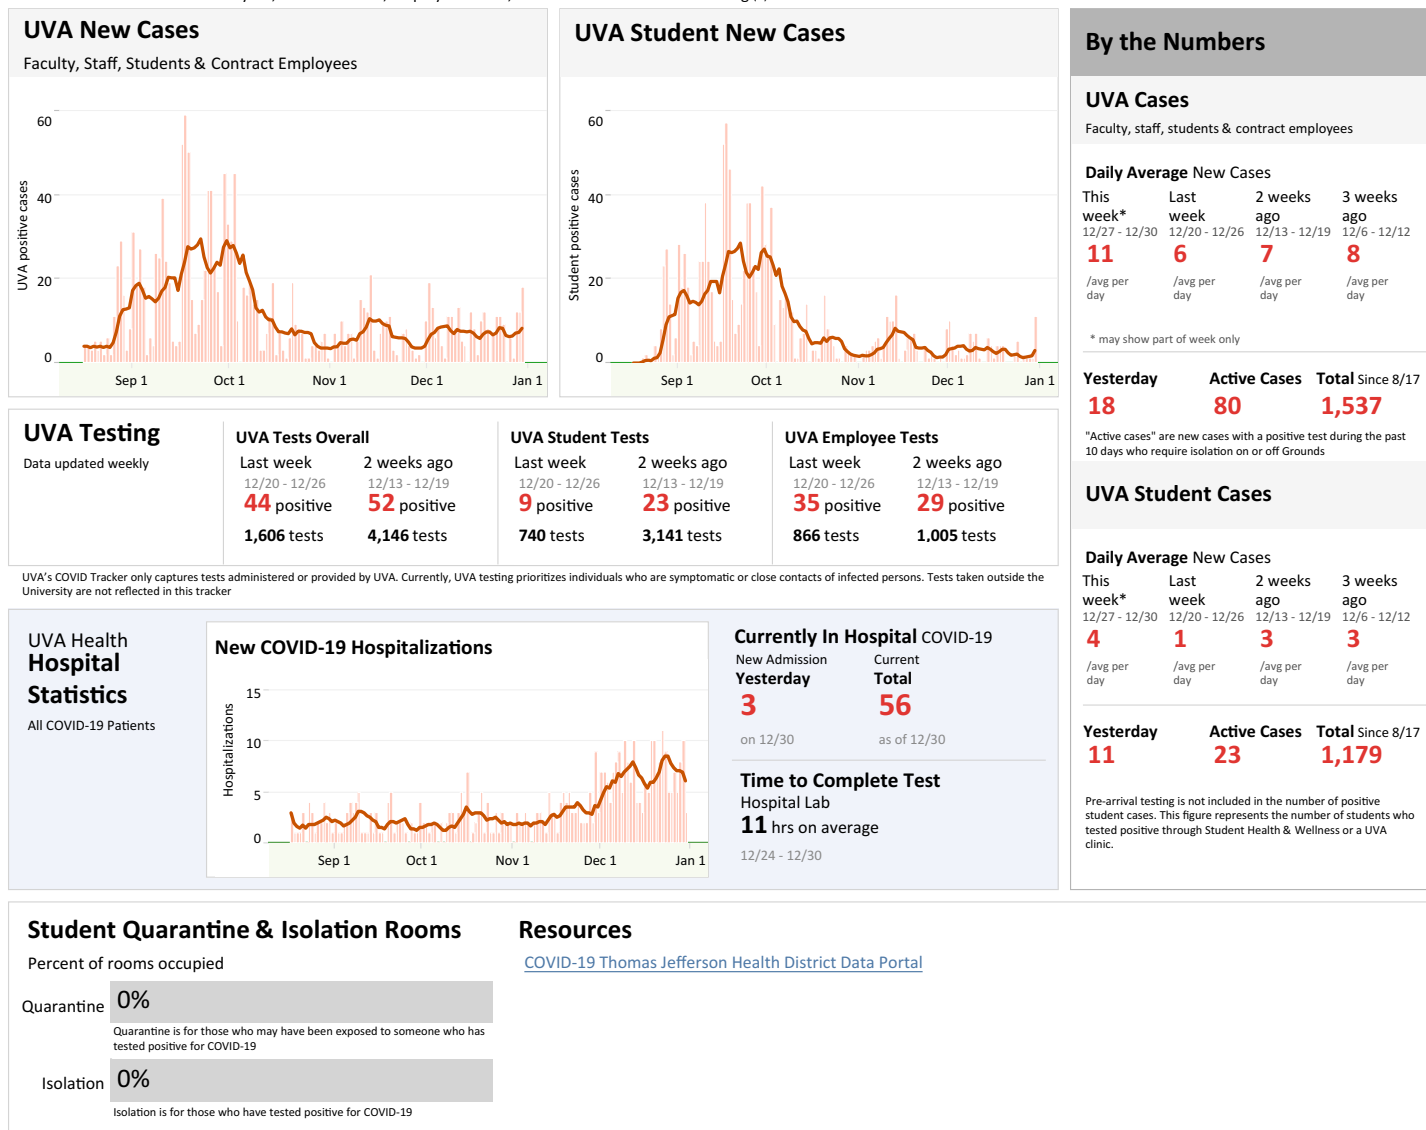 UVA New Cases
Faculty, Staff, Students & Contract Employees
60
40
20
0
UVA positive cases
Sep 1
Oct 1
Nov 1
Dec 1
Jan 1
UVA Student New Cases
60
40
20
0
Student positive cases
Sep 1
Oct 1
Nov 1
Dec 1
Jan 1
UVA Testing
Data updated weekly
UVA Tests Overall
Last week 2 weeks ago
12/20 - 12/26 12/13 - 12/19
44 positive 52 positive
1,606 tests 4,146 tests
UVA Student Tests
Last week 2 weeks ago
12/20 - 12/26 12/13 - 12/19
9 positive 23 positive
740 tests 3,141 tests
UVA Employee Tests
Last week 2 weeks ago
12/20 - 12/26 12/13 - 12/19
35 positive 29 positive
866 tests 1,005 tests
UVA's COVID Tracker only captures tests administered or provided by UVA. Currently, UVA testing prioritizes individuals who are symptomatic or close contacts of infected persons. Tests taken outside the
University are not reflected in this tracker
UVA Health
Hospital
Statistics
All COVID-19 Patients
New COVID-19 Hospitalizations
15
10
5
0
Hospitalizations
Sep 1
Oct 1
Nov 1
Dec 1
Jan 1
Currently In Hospital COVID-19
New Admission Current
Yesterday Total
3 56
on 12/30 as of 12/30
Time to Complete Test
Hospital Lab
11 hrs on average
12/24 - 12/30
By the Numbers
UVA Cases
Faculty, staff, students & contract employees
Daily Average New Cases
This Last 2 weeks 3 weeks
week* week ago ago
12/27 - 12/30 12/20 - 12/26 12/13 - 12/19 12/6 - 12/12
11 6 7 8
/avg per /avg per /avg per /avg per
day day day day
* may show part of week only
Yesterday Active Cases Total Since 8/17
18 80 1,537
"Active cases" are new cases with a positive test during the past
10 days who require isolation on or off Grounds
UVA Student Cases
Daily Average New Cases
This Last 2 weeks 3 weeks
week* week ago ago
12/27 - 12/30 12/20 - 12/26 12/13 - 12/19 12/6 - 12/12
4 1 3 3
/avg per /avg per /avg per /avg per
day day day day
Yesterday Active Cases Total Since 8/17
11 23 1,179
Pre-arrival testing is not included in the number of positive
student cases. This figure represents the number of students who
tested positive through Student Health & Wellness or a UVA
clinic.
Student Quarantine & Isolation Rooms
Percent of rooms occupied
Quarantine 0%
Quarantine is for those who may have been exposed to someone who has
tested positive for COVID-19
Isolation 0%
Isolation is for those who have tested positive for COVID-19
Resources
COVID-19 Thomas Jefferson Health District Data Portal